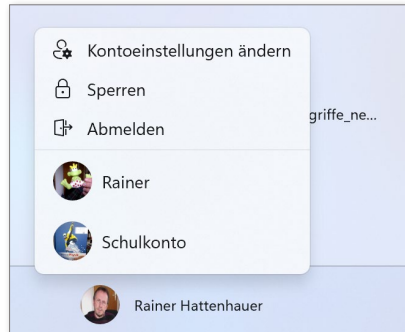 Kontoeinstellungen ändern
Sperren
griffe_ne...
Abmelden
Rainer
Schulkonto
Rainer Hattenhauer